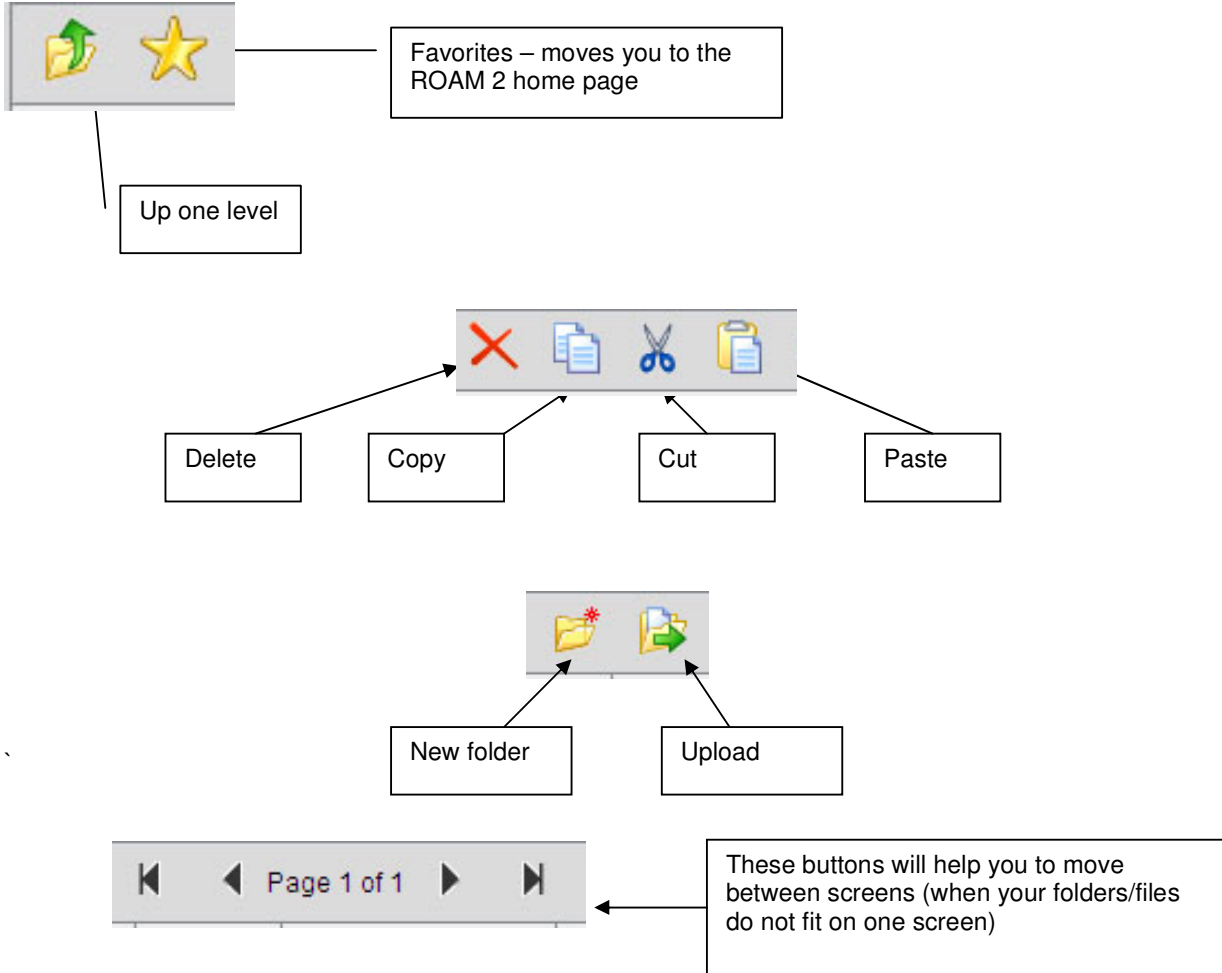 Favorites – moves you to the
ROAM 2 home page
Up one level
Delete
Copy
Cut
Paste
New folder
Upload
`
Page 1 of 1
These buttons will help you to move
between screens (when your folders/files
do not fit on one screen)